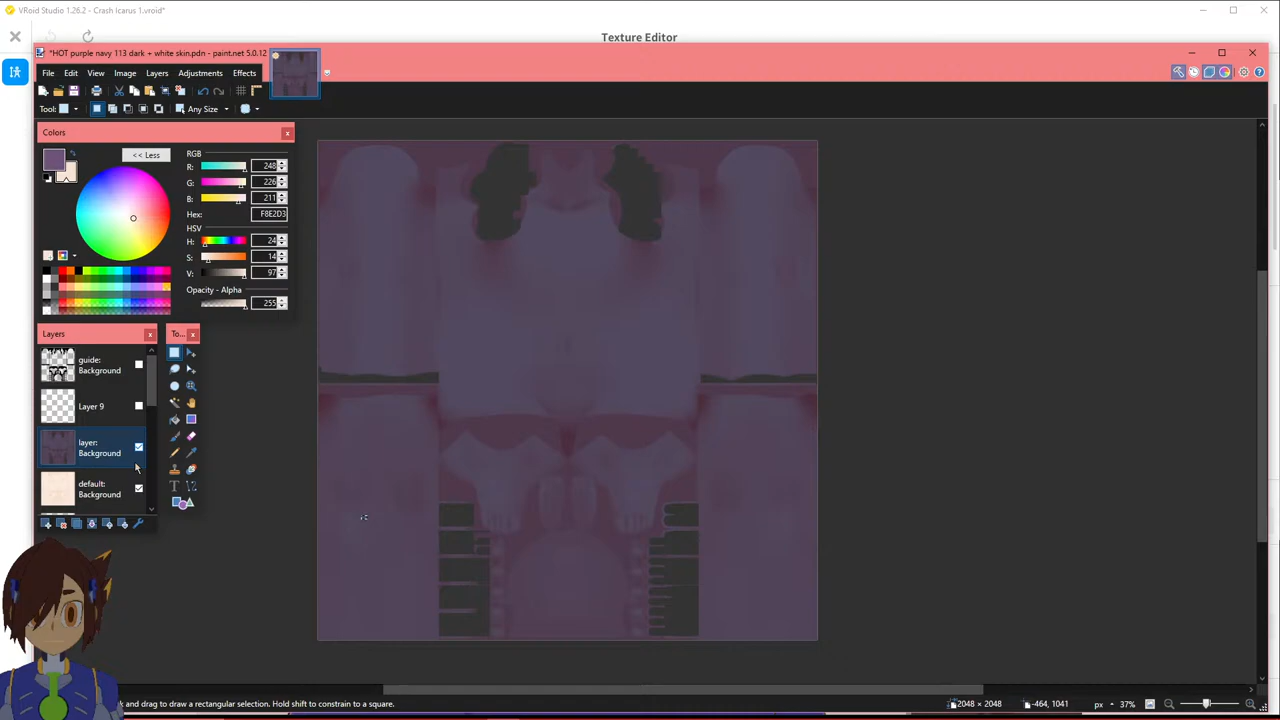 VRoid Studio 1.26.2 - Crash Icarus 1.vroid*
Texture Editor
*HOT purple navy 113 dark + white skin.pdn - paint.net 5.0.12
File Edit View Image Layers Adjustments Effects
Tool: Any Size
Colors
<< Less
RGB
R: 248
G: 226
B: 211
Hex: F8E2D3
HSV
H: 24
S: 14
V: 97
Opacity - Alpha
255
Layers
To...
guide:
Background
Layer 9
layer:
Background
default:
Background
k and drag to draw a rectangular selection. Hold shift to constrain to a square.
2048 × 2048
-464, 1041
px
37%